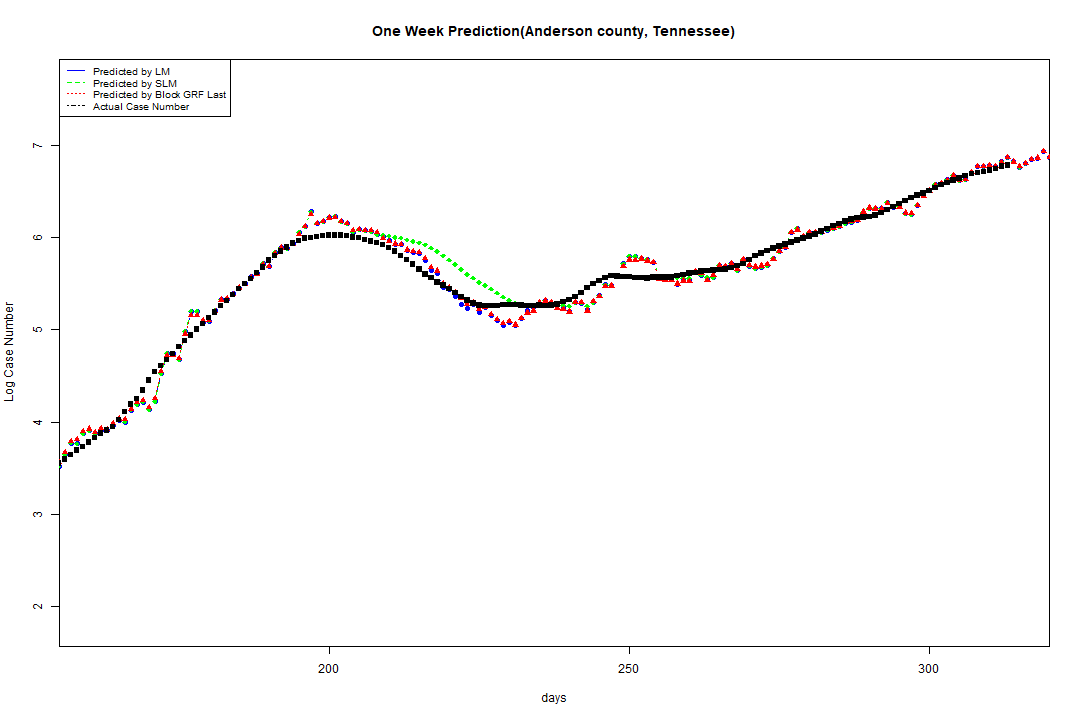 One Week Prediction(Anderson county, Tennessee)
Predicted by LM
Predicted by SLM
Predicted by Block GRF Last
Actual Case Number
7
6
5
4
3
2
Log Case Number
200 250 300
days